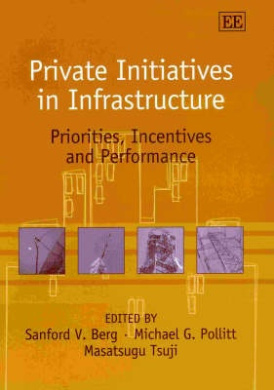 EE
Private Initiatives
in Infrastructure
Priorities, Incentives
and Performance
EDITED BY
Sanford V. Berg · Michael G. Pollitt
Masatsugu Tsuji